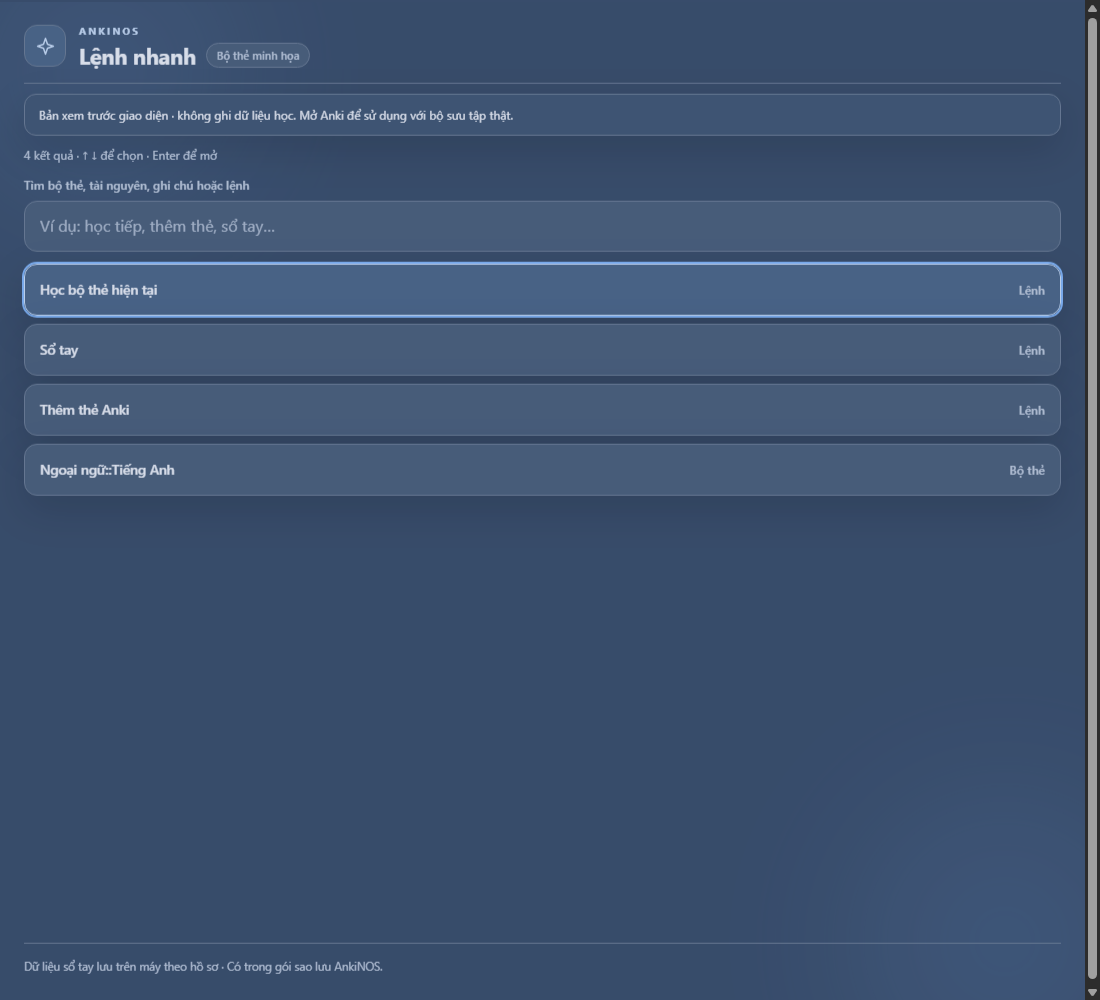 ANKINOS
Lệnh nhanh
Bộ thẻ minh họa
Bản xem trước giao diện · không ghi dữ liệu học. Mở Anki để sử dụng với bộ sưu tập thật.
4 kết quả · ↑ ↓ để chọn · Enter để mở
Tìm bộ thẻ, tài nguyên, ghi chú hoặc lệnh
Ví dụ: học tiếp, thêm thẻ, sổ tay...
Học bộ thẻ hiện tại Lệnh
Sổ tay Lệnh
Thêm thẻ Anki Lệnh
Ngoại ngữ::Tiếng Anh Bộ thẻ
Dữ liệu sổ tay lưu trên máy theo hồ sơ · Có trong gói sao lưu AnkiNOS.